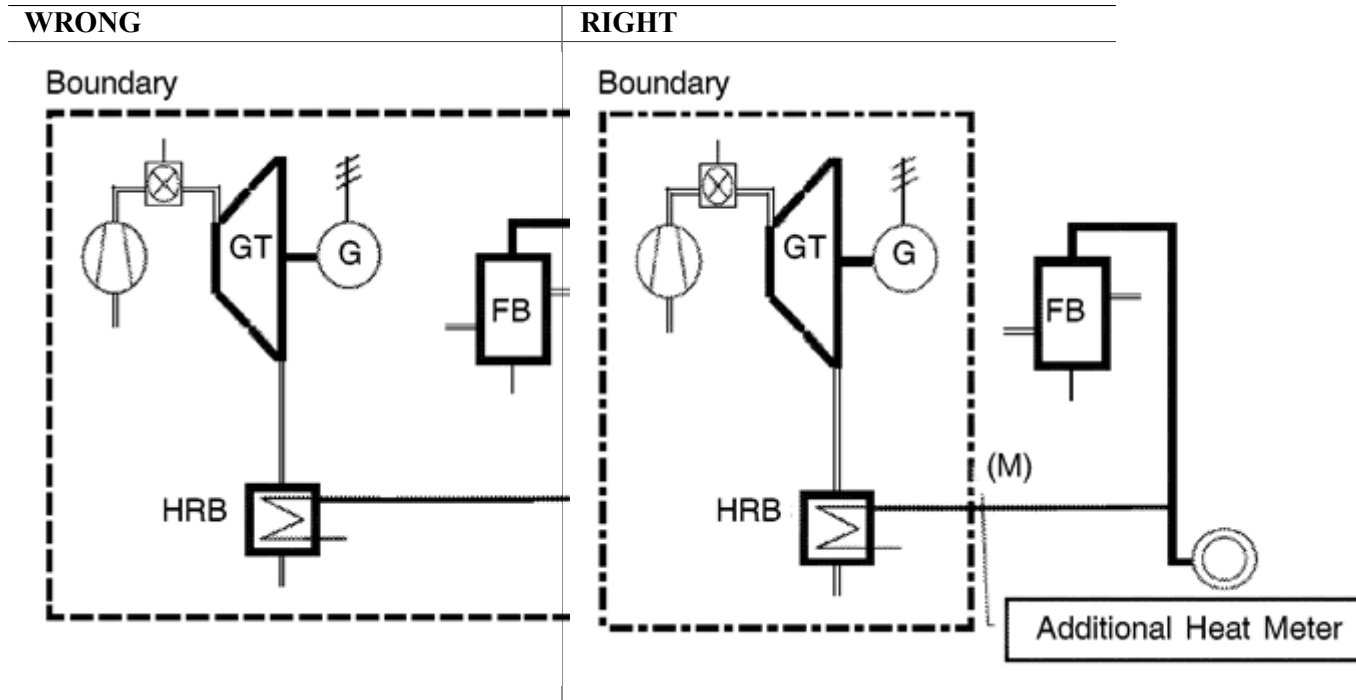 WRONG
RIGHT
Boundary
GT
G
FB
HRB
Boundary
GT
G
FB
(M)
HRB
Additional Heat Meter